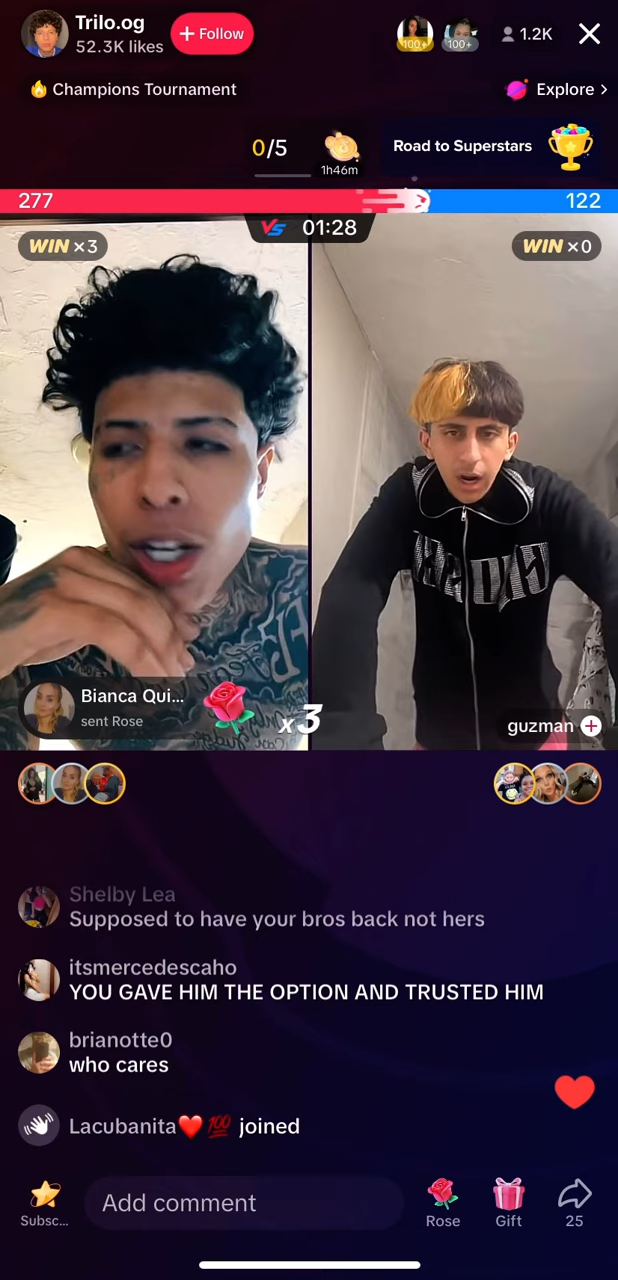 Trilo.og
52.3K likes
+ Follow
100+
100+
1.2K
Champions Tournament
Explore >
0/5
1h46m
Road to Superstars
277
122
VS 01:28
WIN ×3
WIN ×0
Bianca Qui...
sent Rose
x3
guzman
Shelby Lea
Supposed to have your bros back not hers
itsmercedescaho
YOU GAVE HIM THE OPTION AND TRUSTED HIM
brianotte0
who cares
Lacubanita❤️💯 joined
Subsc...
Add comment
Rose
Gift
25